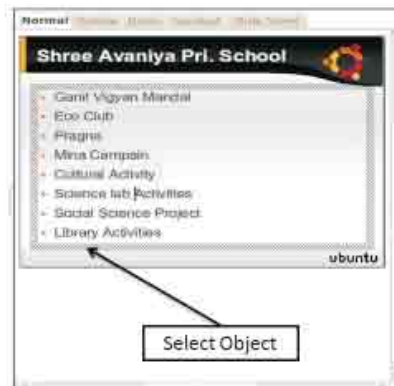 Normal
Shree Avaniya Pri. School
Ganit Vigyan Mandal
Eco Club
Pragna
Mina Campain
Cultural Activity
Science lab Activities
Social Science Project
Library Activities
ubuntu
Select Object